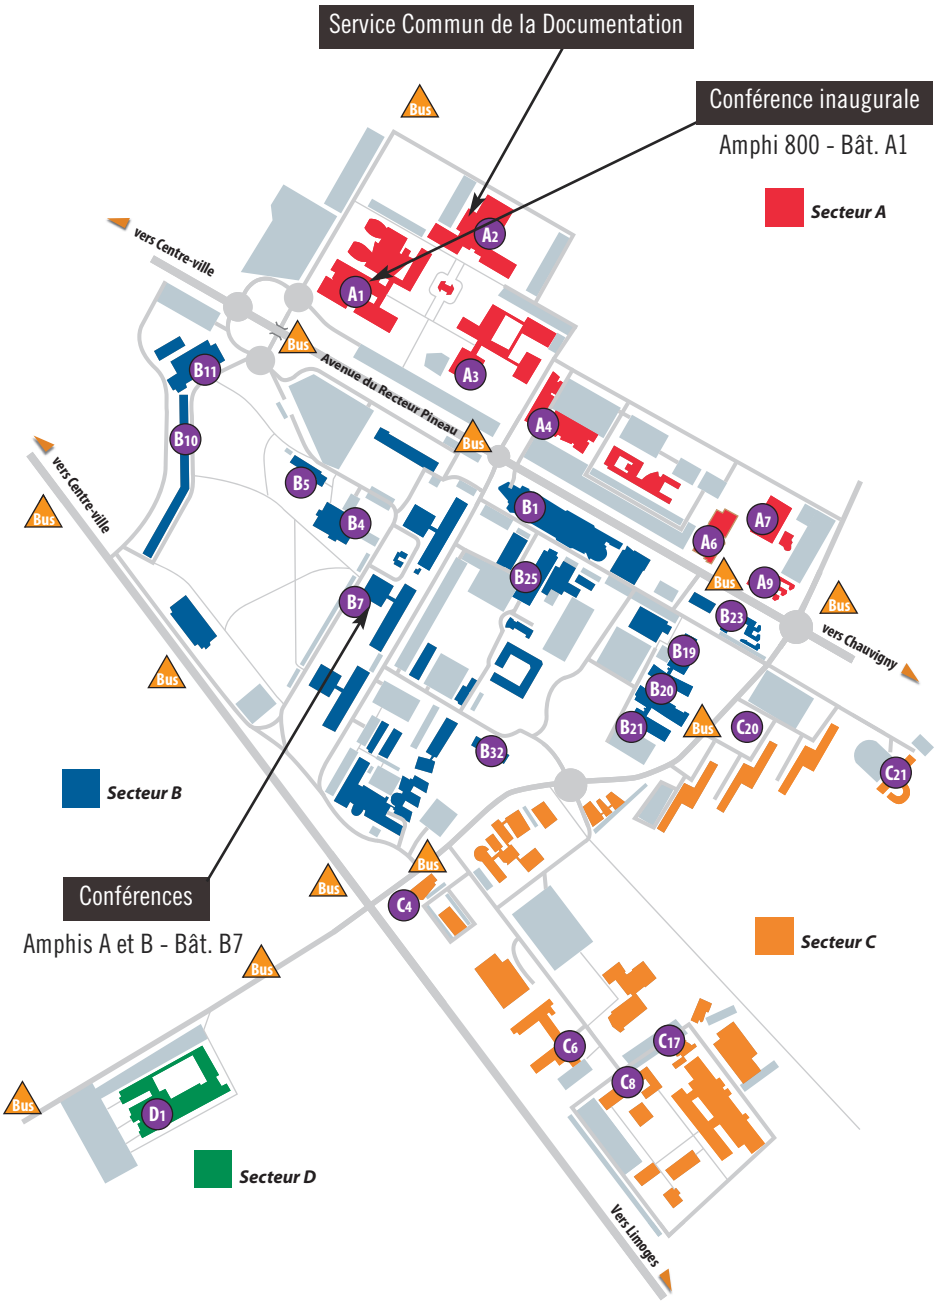 Service Commun de la Documentation
Conférence inaugurale
Amphi 800 - Bât. A1
Bus
Secteur A
vers Centre-ville
A2
A1
Bus
A3
Avenue du Recteur Pineau
B11
A4
Bus
B10
vers Centre-ville
B5
B1
Bus
B4
A7
A6
B25
Bus
A9
B7
Bus
B23
vers Chauvigny
B19
Bus
B20
B21
Bus
C20
B32
C21
Secteur B
Bus
Bus
Conférences
Amphis A et B - Bât. B7
C4
Secteur C
Bus
C6
C17
C8
Bus
D1
Secteur D
Vers Limoges